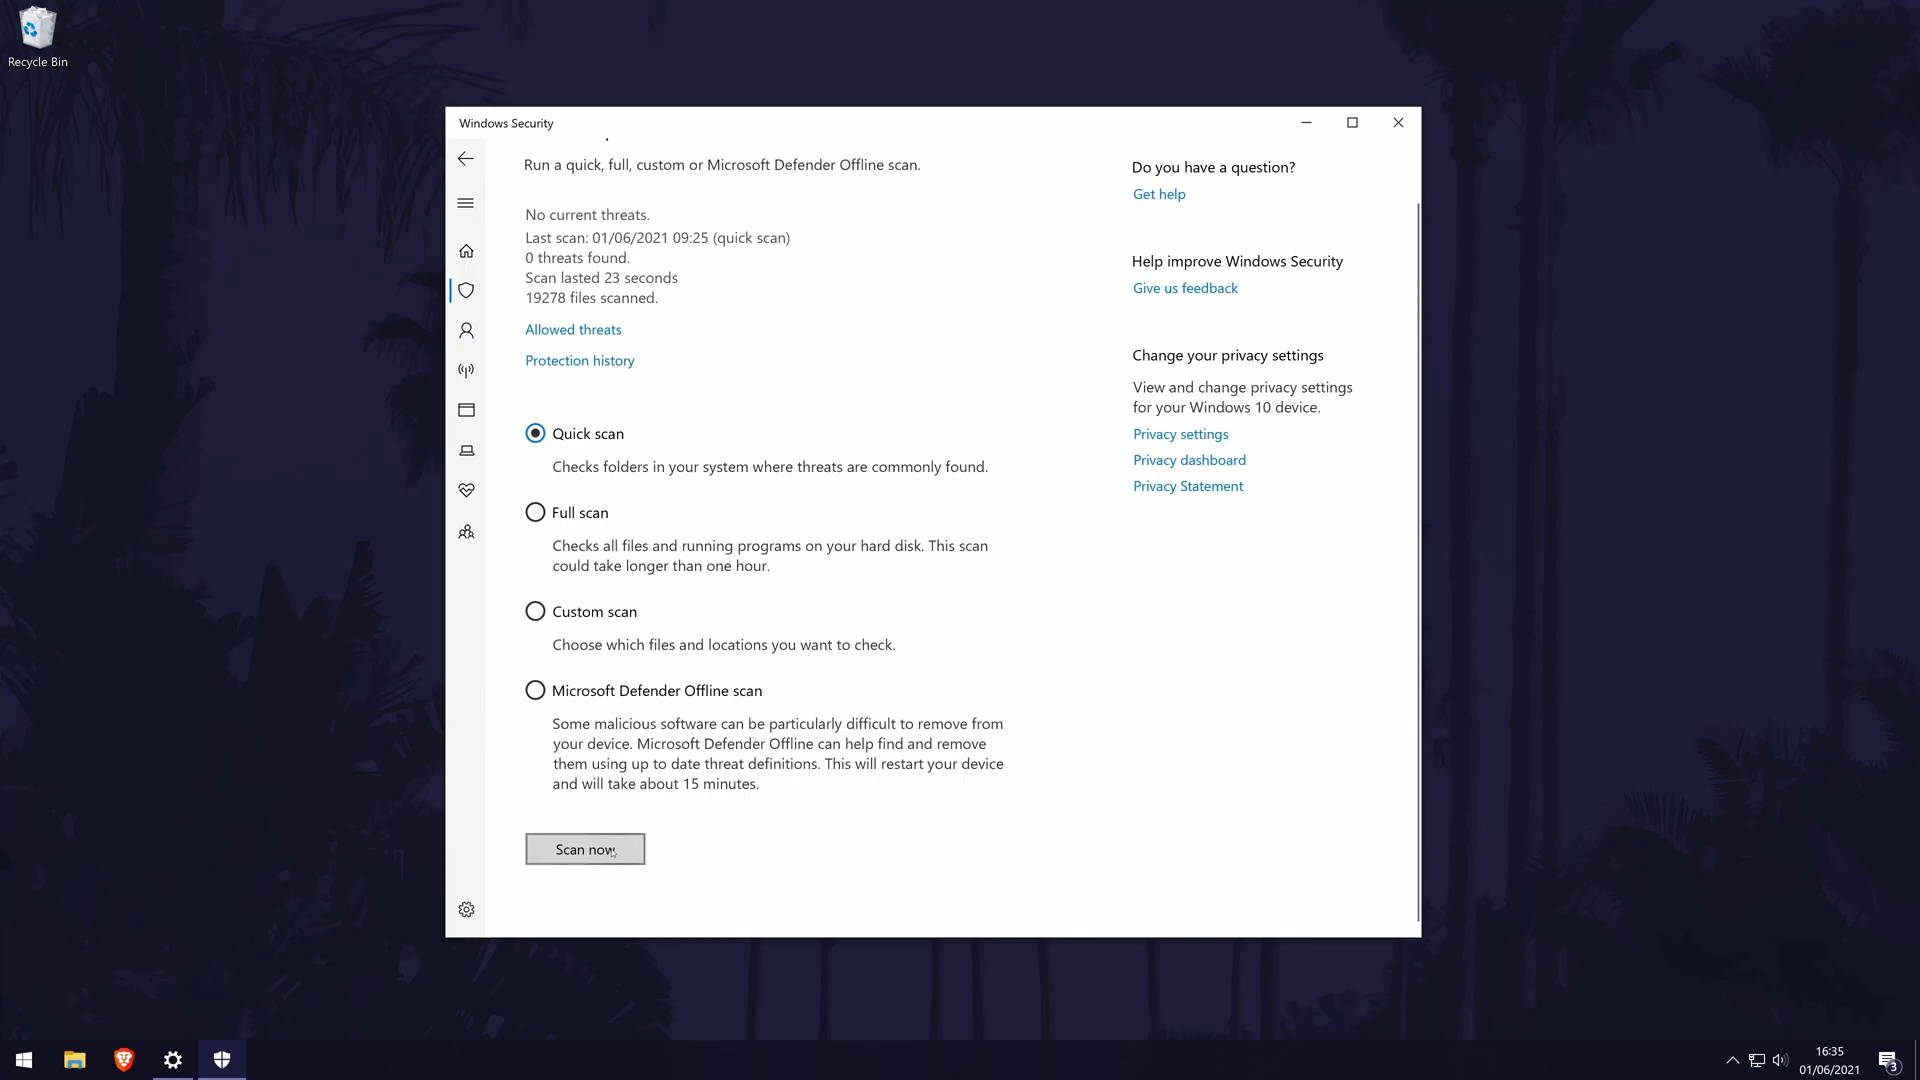 Recycle Bin
Windows Security
Run a quick, full, custom or Microsoft Defender Offline scan.
No current threats.
Last scan: 01/06/2021 09:25 (quick scan)
0 threats found.
Scan lasted 23 seconds
19278 files scanned.
Allowed threats
Protection history
Quick scan
Checks folders in your system where threats are commonly found.
Full scan
Checks all files and running programs on your hard disk. This scan
could take longer than one hour.
Custom scan
Choose which files and locations you want to check.
Microsoft Defender Offline scan
Some malicious software can be particularly difficult to remove from
your device. Microsoft Defender Offline can help find and remove
them using up to date threat definitions. This will restart your device
and will take about 15 minutes.
Scan now
Do you have a question?
Get help
Help improve Windows Security
Give us feedback
Change your privacy settings
View and change privacy settings
for your Windows 10 device.
Privacy settings
Privacy dashboard
Privacy Statement
16:35
01/06/2021
3